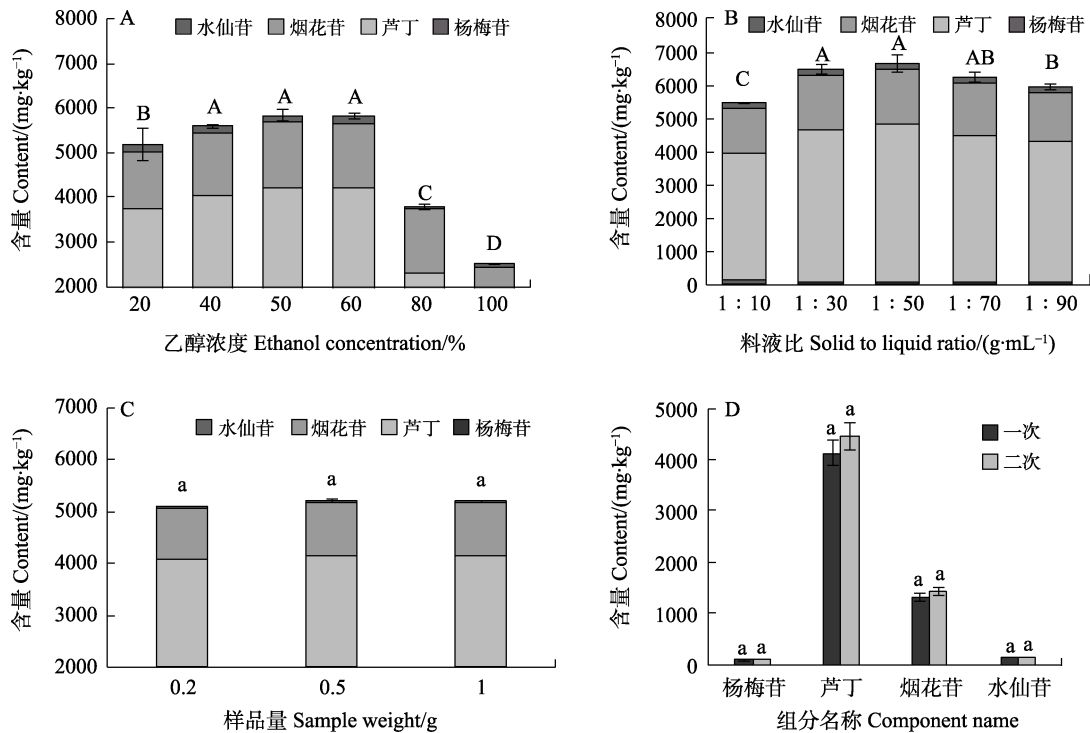 A
水仙苷 烟花苷 芦丁 杨梅苷
含量 Content/(mg·kg⁻¹)
8000
7000
6000
5000
4000
3000
2000
B A A A C D
20 40 50 60 80 100
乙醇浓度 Ethanol concentration/%
B
水仙苷 烟花苷 芦丁 杨梅苷
含量 Content/(mg·kg⁻¹)
8000
7000
6000
5000
4000
3000
2000
1000
0
C A A AB B
1∶10 1∶30 1∶50 1∶70 1∶90
料液比 Solid to liquid ratio/(g·mL⁻¹)
C
水仙苷 烟花苷 芦丁 杨梅苷
含量 Content/(mg·kg⁻¹)
7000
6000
5000
4000
3000
2000
a a a
0.2 0.5 1
样品量 Sample weight/g
D
一次
二次
含量 Content/(mg·kg⁻¹)
5000
4000
3000
2000
1000
0
a a a a a a a a
杨梅苷 芦丁 烟花苷 水仙苷
组分名称 Component name